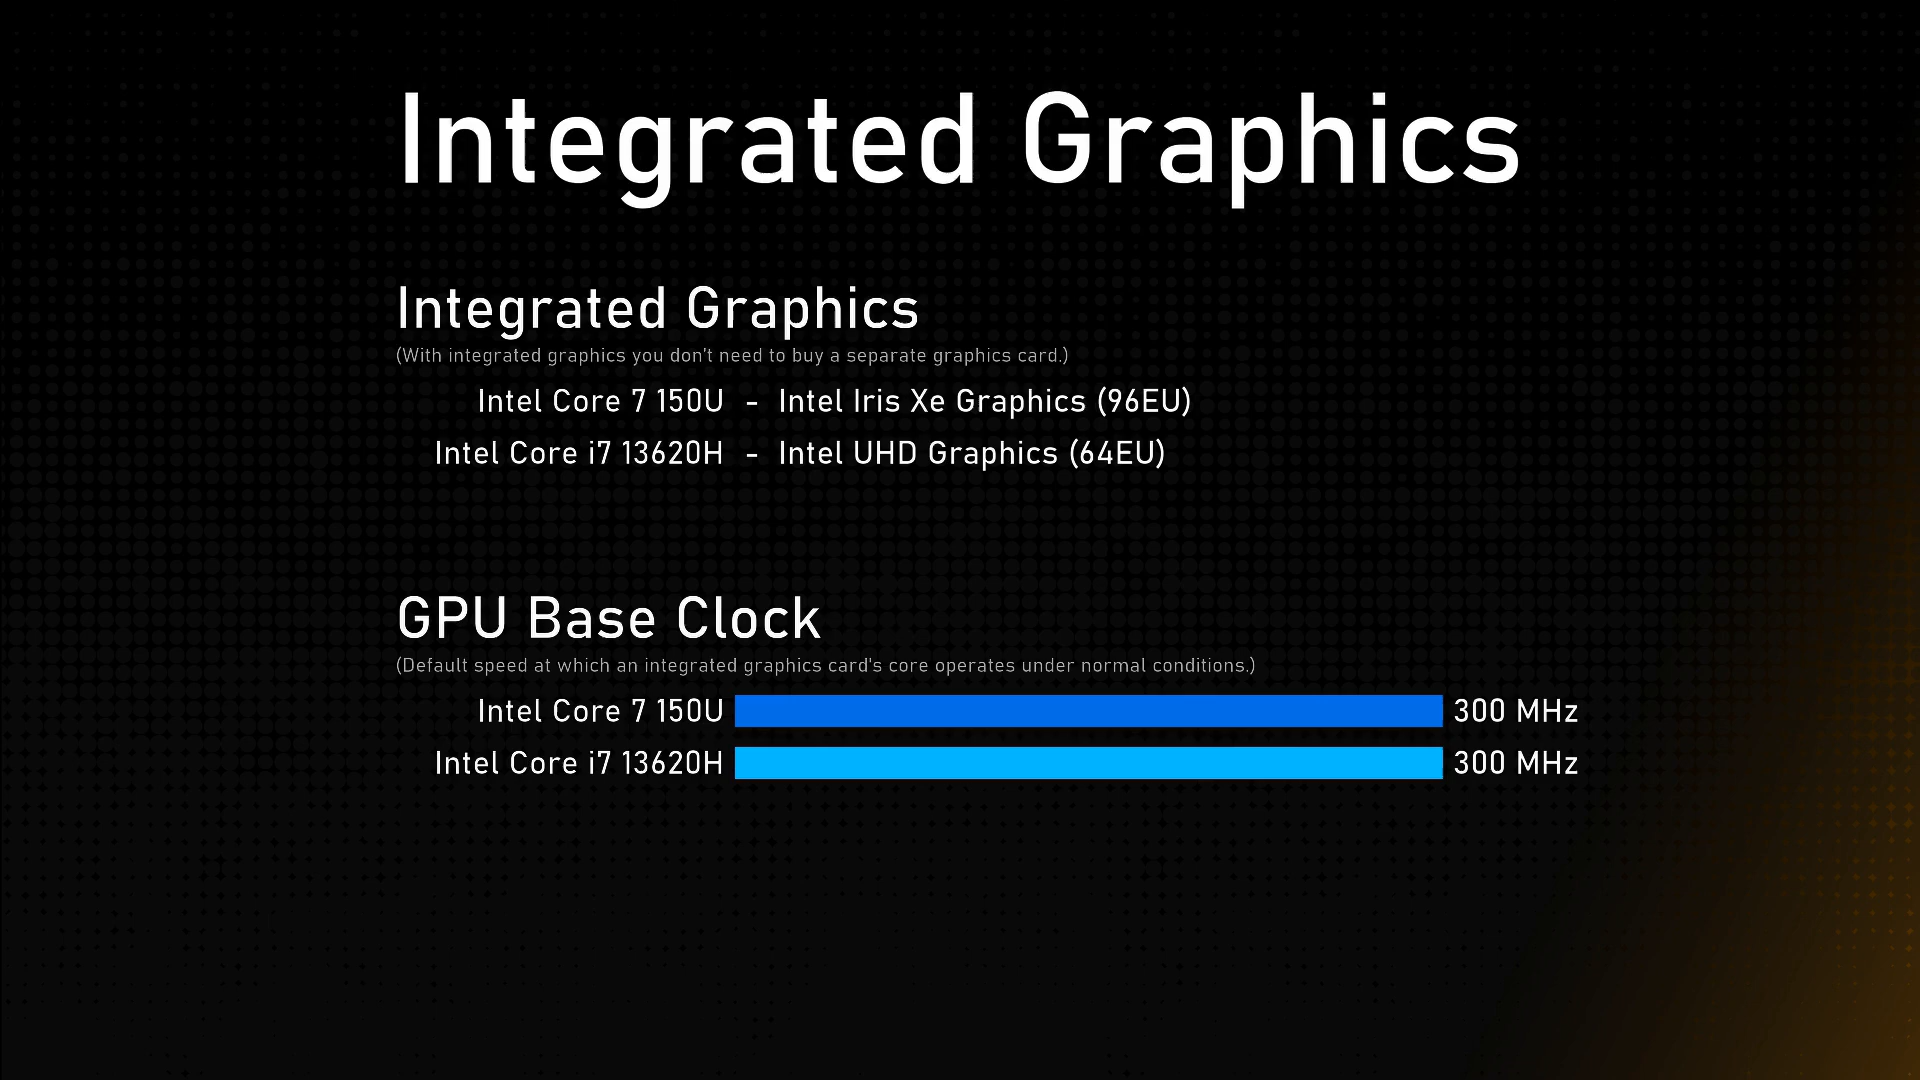 Integrated Graphics
Integrated Graphics
(With integrated graphics you don't need to buy a separate graphics card.)
Intel Core 7 150U - Intel Iris Xe Graphics (96EU)
Intel Core i7 13620H - Intel UHD Graphics (64EU)
GPU Base Clock
(Default speed at which an integrated graphics card's core operates under normal conditions.)
Intel Core 7 150U 300 MHz
Intel Core i7 13620H 300 MHz